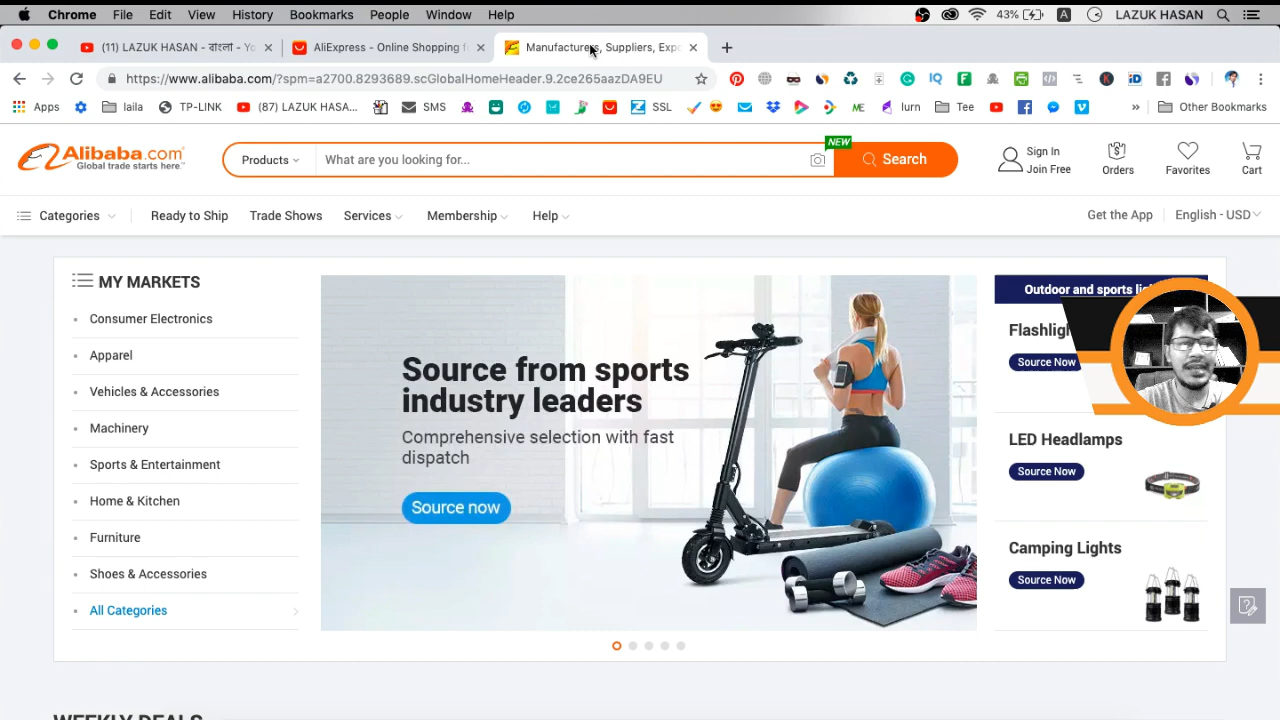 Chrome File Edit View History Bookmarks People Window Help 43% A LAZUK HASAN
(11) LAZUK HASAN - বাংলা - Yo
AliExpress - Online Shopping f
Manufacturers, Suppliers, Expo
https://www.alibaba.com/?spm=a2700.8293689.scGlobalHomeHeader.9.2ce265aazDA9EU
Apps laila TP-LINK (87) LAZUK HASA... SMS SSL ME lurn Tee » Other Bookmarks
Alibaba.com
Global trade starts here.™
Products
What are you looking for...
NEW
Search
Sign In
Join Free
Orders
Favorites
Cart
Categories Ready to Ship Trade Shows Services Membership Help Get the App English - USD
MY MARKETS
Consumer Electronics
Apparel
Vehicles & Accessories
Machinery
Sports & Entertainment
Home & Kitchen
Furniture
Shoes & Accessories
All Categories
Source from sports
industry leaders
Comprehensive selection with fast
dispatch
Source now
Outdoor and sports
Source Now
LED Headlamps
Source Now
Camping Lights
Source Now
WEEKLY DEALS